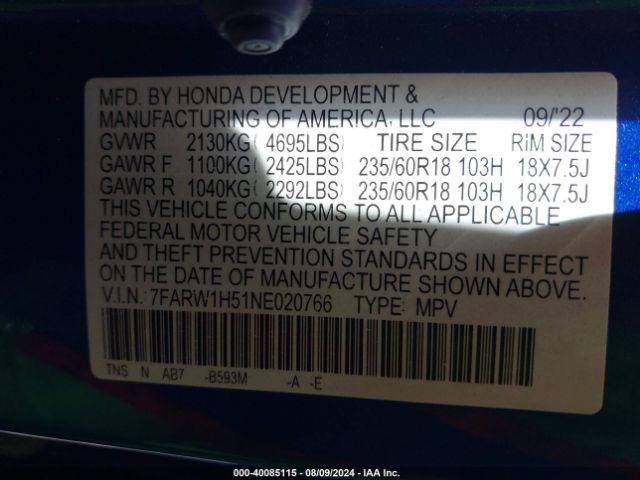 MFD. BY HONDA DEVELOPMENT &
MANUFACTURING OF AMERICA, LLC 09/'22
GVWR 2130KG( 4695LBS) TIRE SIZE RIM SIZE
GAWR F 1100KG( 2425LBS) 235/60R18 103H 18X7.5J
GAWR R 1040KG( 2292LBS) 235/60R18 103H 18X7.5J
THIS VEHICLE CONFORMS TO ALL APPLICABLE
FEDERAL MOTOR VEHICLE SAFETY
AND THEFT PREVENTION STANDARDS IN EFFECT
ON THE DATE OF MANUFACTURE SHOWN ABOVE.
V.I.N.: 7FARW1H51NE020766 TYPE: MPV
TNS N AB7 -B593M -A -E
000-40085115 - 08/09/2024 - IAA Inc.